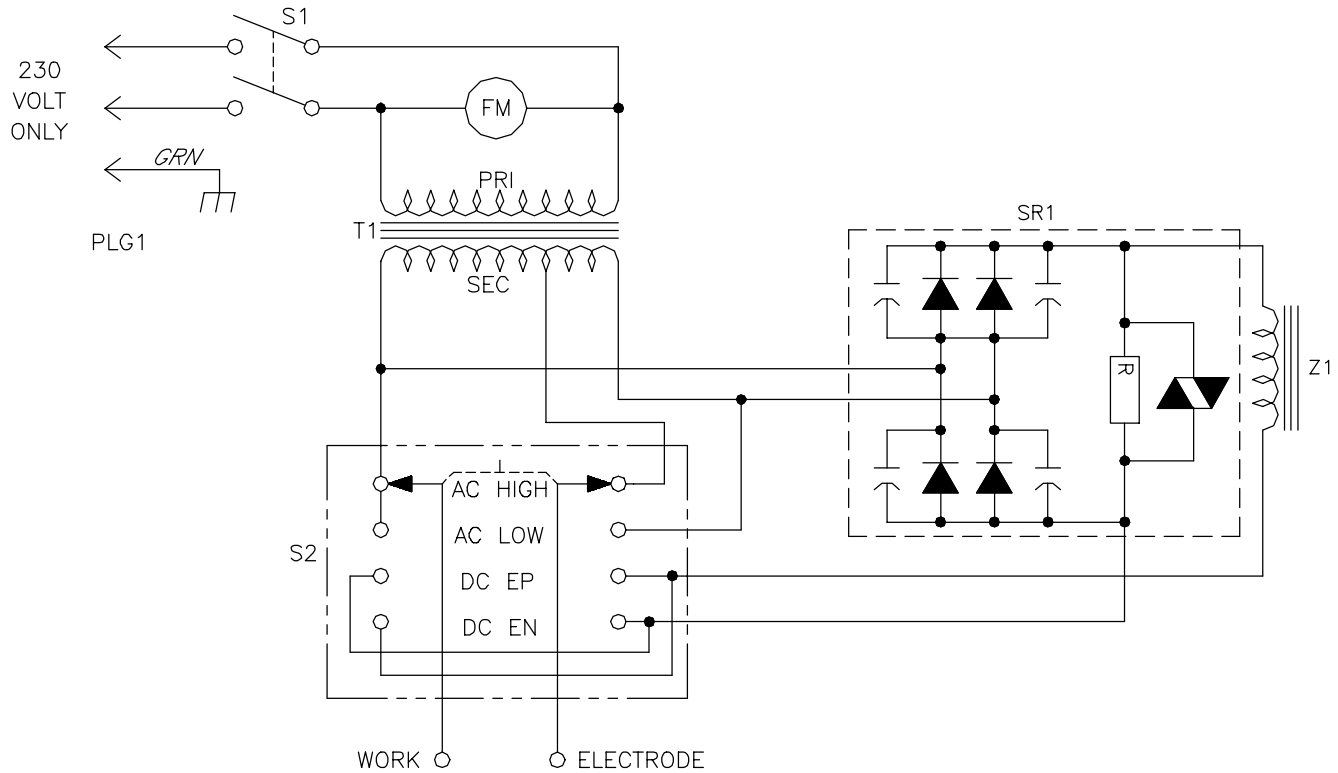 S1
230
VOLT
ONLY
FM
GRN
PRI
PLG1
T1
SEC
SR1
R
Z1
AC HIGH
AC LOW
S2
DC EP
DC EN
WORK
ELECTRODE